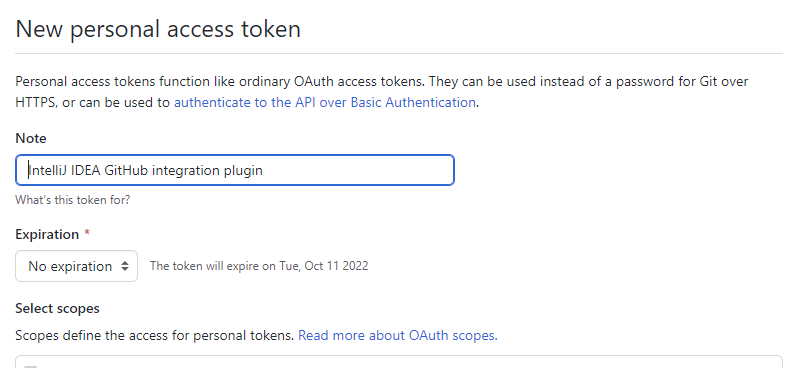 New personal access token
Personal access tokens function like ordinary OAuth access tokens. They can be used instead of a password for Git over
HTTPS, or can be used to authenticate to the API over Basic Authentication.
Note
IntelliJ IDEA GitHub integration plugin
What's this token for?
Expiration *
No expiration The token will expire on Tue, Oct 11 2022
Select scopes
Scopes define the access for personal tokens. Read more about OAuth scopes.